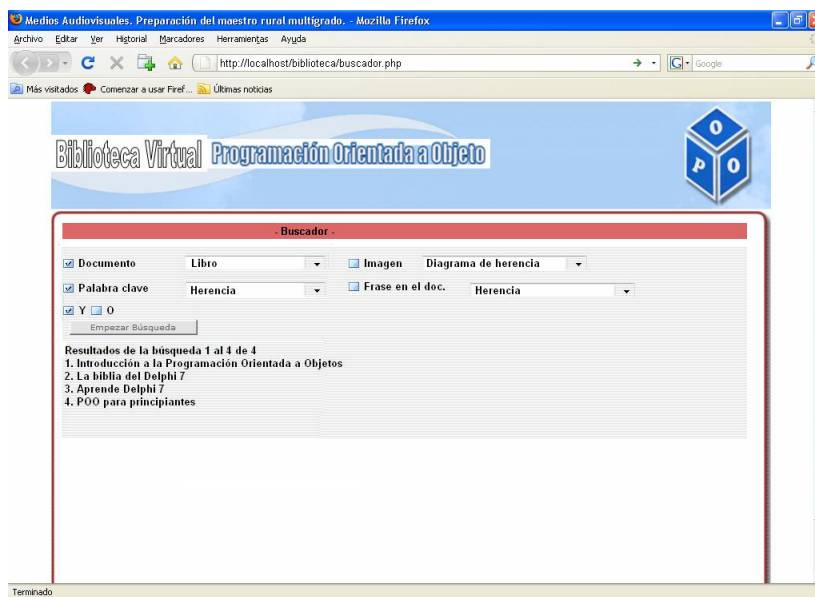 Medios Audiovisuales. Preparación del maestro rural multígrado. - Mozilla Firefox
Archivo Editar Ver Historial Marcadores Herramientas Ayuda
http://localhost/biblioteca/buscador.php Google
Más visitados Comenzar a usar Firef... Últimas noticias
Biblioteca Virtual Programación Orientada a Objeto
O P O
- Buscador -
Documento Libro Imagen Diagrama de herencia
Palabra clave Herencia Frase en el doc. Herencia
Y O
Empezar Búsqueda
Resultados de la búsqueda 1 al 4 de 4
1. Introducción a la Programación Orientada a Objetos
2. La biblia del Delphi 7
3. Aprende Delphi 7
4. POO para principiantes
Terminado